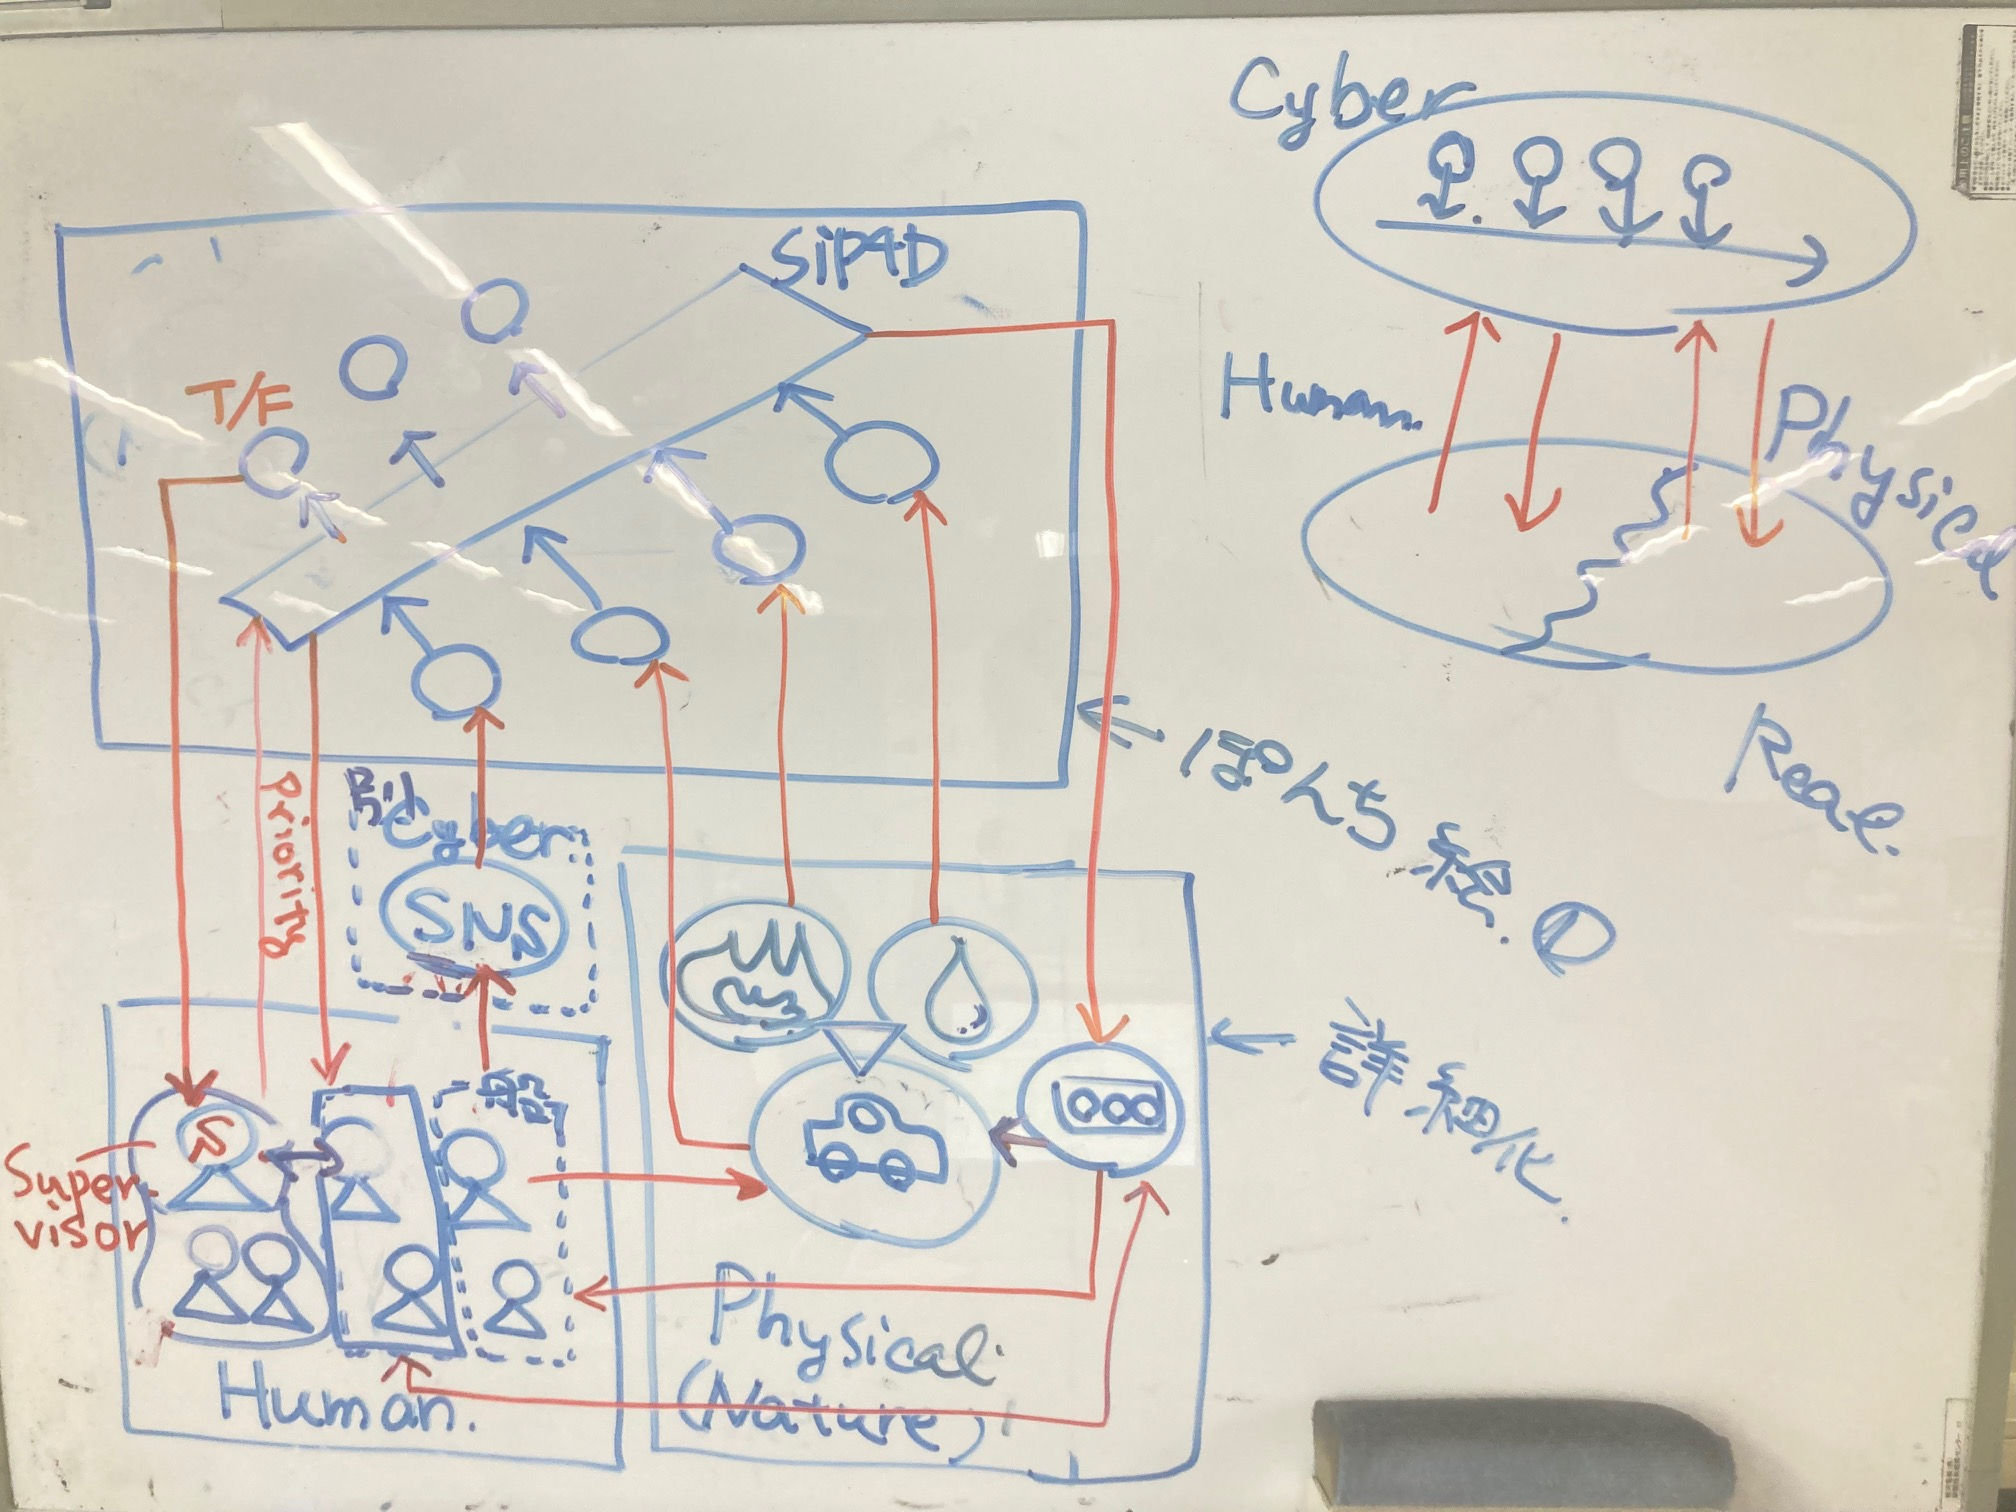 Cyber
SIP4D
T/F
Human
Physical
Real
ぽんち絵 ①
Priority
別
Cyber
SNS
詳細化
般
S
Super
visor
Human
Physical
(Nature)